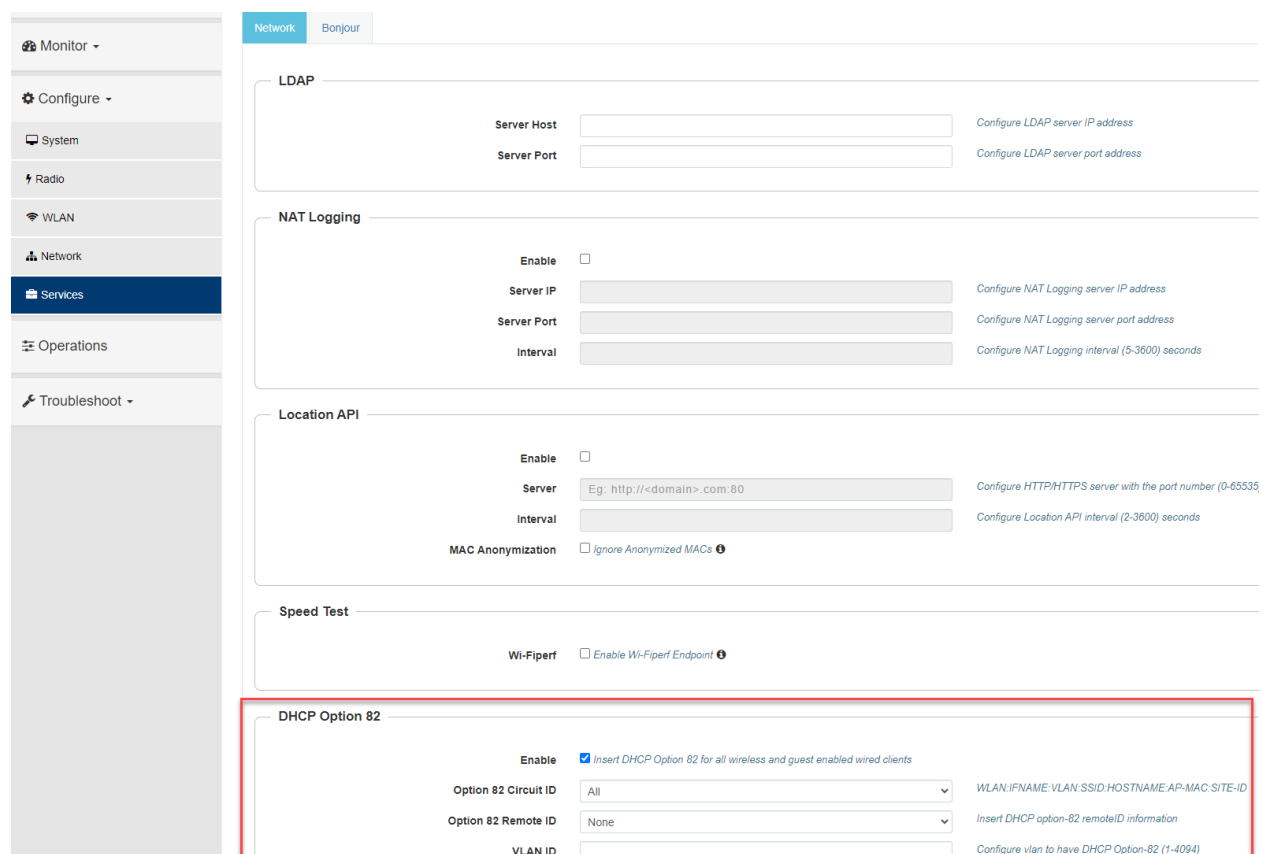 Network Bonjour
Monitor
Configure
System
Radio
WLAN
Network
Services
Operations
Troubleshoot
LDAP
Server Host Configure LDAP server IP address
Server Port Configure LDAP server port address
NAT Logging
Enable
Server IP Configure NAT Logging server IP address
Server Port Configure NAT Logging server port address
Interval Configure NAT Logging interval (5-3600) seconds
Location API
Enable
Server Eg: http://<domain>.com:80 Configure HTTP/HTTPS server with the port number (0-65535
Interval Configure Location API interval (2-3600) seconds
MAC Anonymization Ignore Anonymized MACs
Speed Test
Wi-Fiperf Enable Wi-Fiperf Endpoint
DHCP Option 82
Enable Insert DHCP Option 82 for all wireless and guest enabled wired clients
Option 82 Circuit ID All WLAN:IFNAME:VLAN:SSID:HOSTNAME:AP-MAC:SITE-ID
Option 82 Remote ID None Insert DHCP option-82 remoteID information
VLAN ID Configure vlan to have DHCP Option-82 (1-4094)